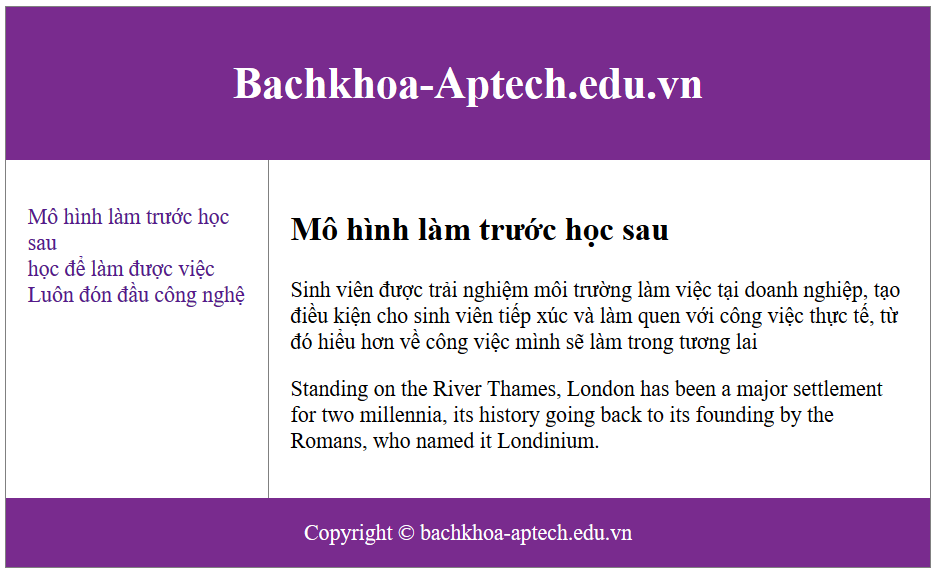 Bachkhoa-Aptech.edu.vn
Mô hình làm trước học
sau
học để làm được việc
Luôn đón đầu công nghệ
Mô hình làm trước học sau
Sinh viên được trải nghiệm môi trường làm việc tại doanh nghiệp, tạo
điều kiện cho sinh viên tiếp xúc và làm quen với công việc thực tế, từ
đó hiểu hơn về công việc mình sẽ làm trong tương lai
Standing on the River Thames, London has been a major settlement
for two millennia, its history going back to its founding by the
Romans, who named it Londinium.
Copyright © bachkhoa-aptech.edu.vn